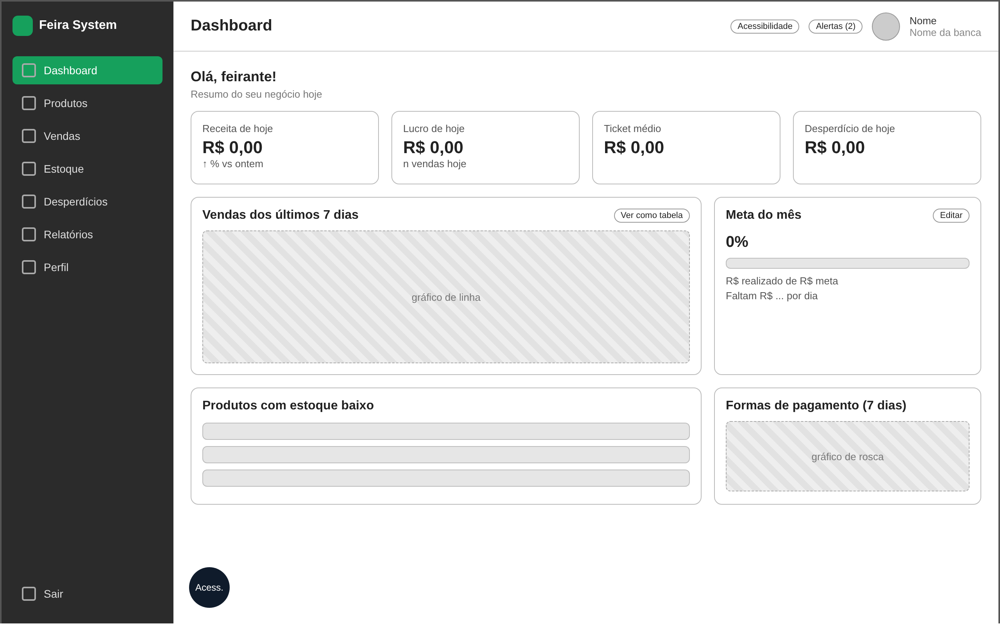 Feira System
Dashboard
Produtos
Vendas
Estoque
Desperdícios
Relatórios
Perfil
Sair
Dashboard
Acessibilidade
Alertas (2)
Nome
Nome da banca
Olá, feirante!
Resumo do seu negócio hoje
Receita de hoje
R$ 0,00
↑ % vs ontem
Lucro de hoje
R$ 0,00
n vendas hoje
Ticket médio
R$ 0,00
Desperdício de hoje
R$ 0,00
Vendas dos últimos 7 dias
Ver como tabela
gráfico de linha
Meta do mês
Editar
0%
R$ realizado de R$ meta
Faltam R$ ... por dia
Produtos com estoque baixo
Formas de pagamento (7 dias)
gráfico de rosca
Acess.